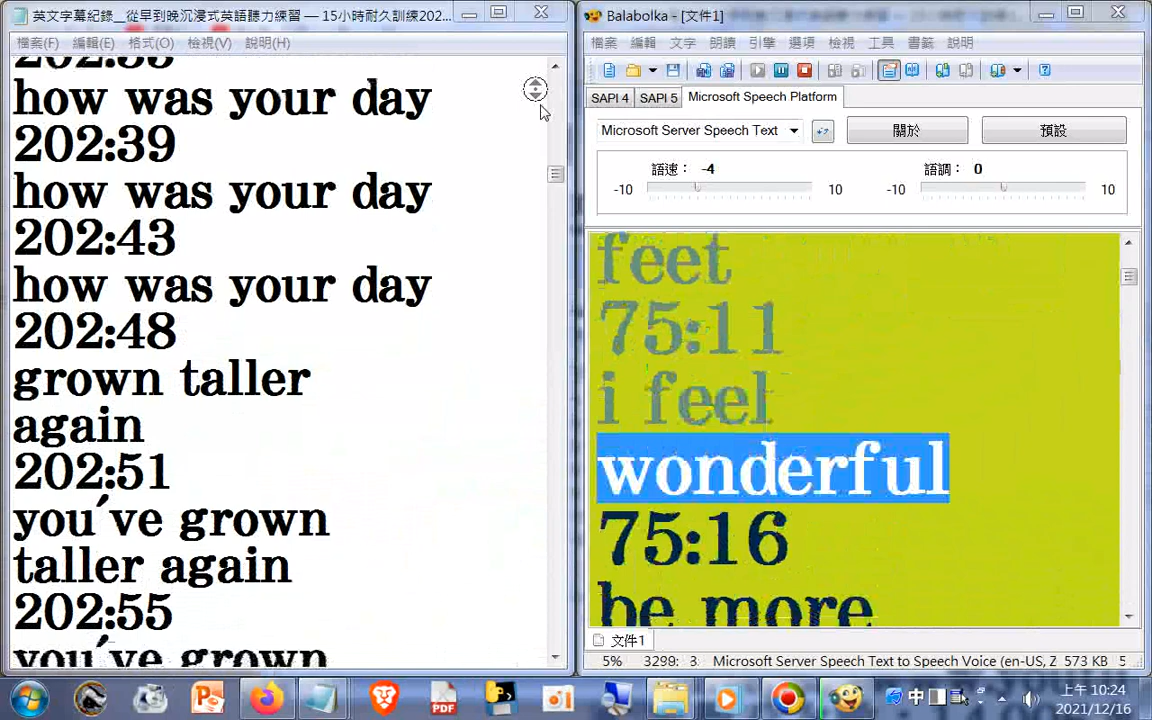 英文字幕紀錄__從早到晚沉浸式英語聽力練習 — 15小時耐久訓練202...
檔案(F) 編輯(E) 格式(O) 檢視(V) 說明(H)
how was your day
202:39
how was your day
202:43
how was your day
202:48
grown taller
again
202:51
you´ve grown
taller again
202:55
you´ve grown
Balabolka - [文件1]
檔案 編輯 文字 朗讀 引擎 選項 檢視 工具 書籤 說明
SAPI 4 SAPI 5 Microsoft Speech Platform
Microsoft Server Speech Text 關於 預設
語速： -4 語調： 0
-10 10 -10 10
feet
75:11
i feel
wonderful
75:16
be more
文件1
5% 3299: 3 Microsoft Server Speech Text to Speech Voice (en-US, Z 573 KB 5
PDF 中 上午 10:24
2021/12/16